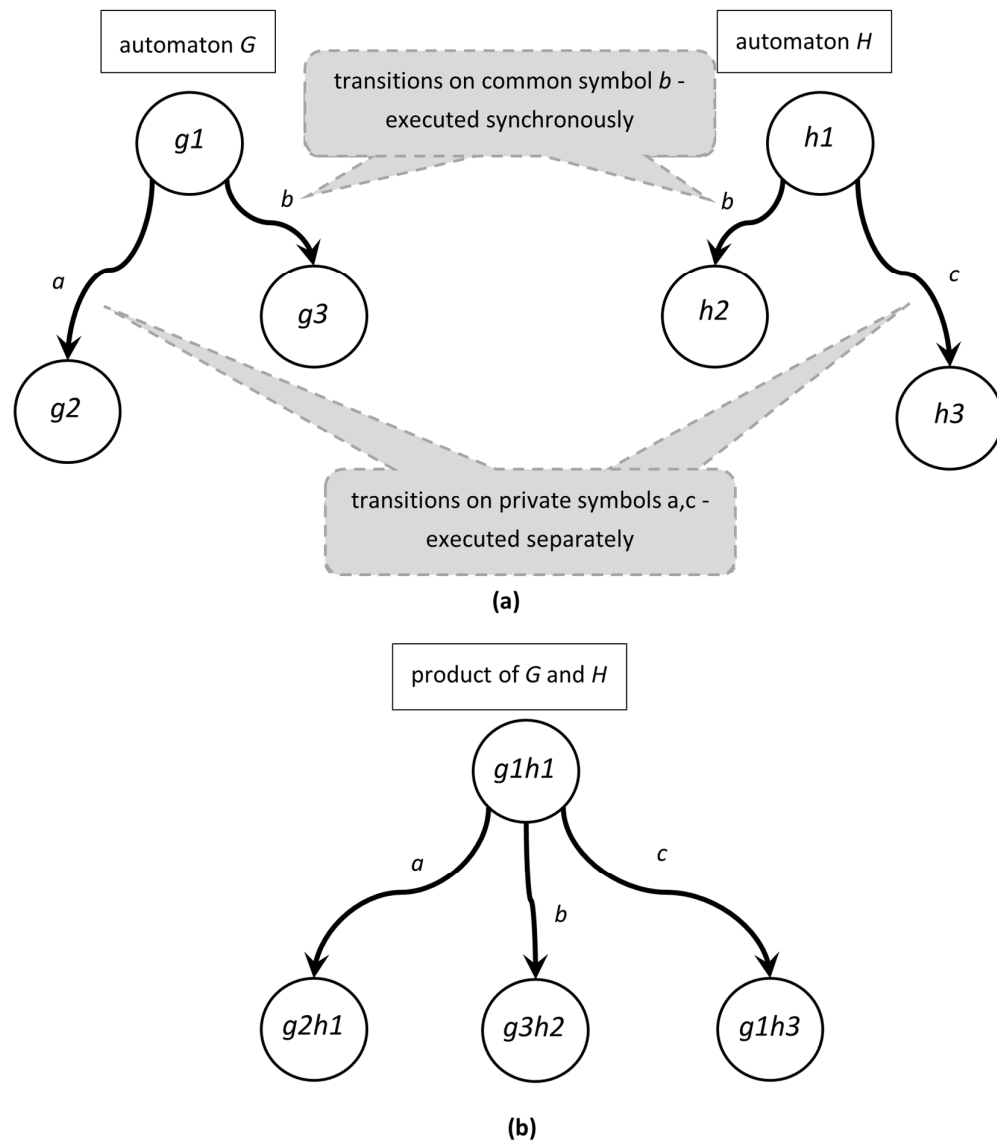 automaton G
automaton H
transitions on common symbol b -
executed synchronously
g1
h1
b
b
a
c
g3
h2
g2
h3
transitions on private symbols a,c -
executed separately
(a)
product of G and H
g1h1
a
c
b
g2h1
g3h2
g1h3
(b)